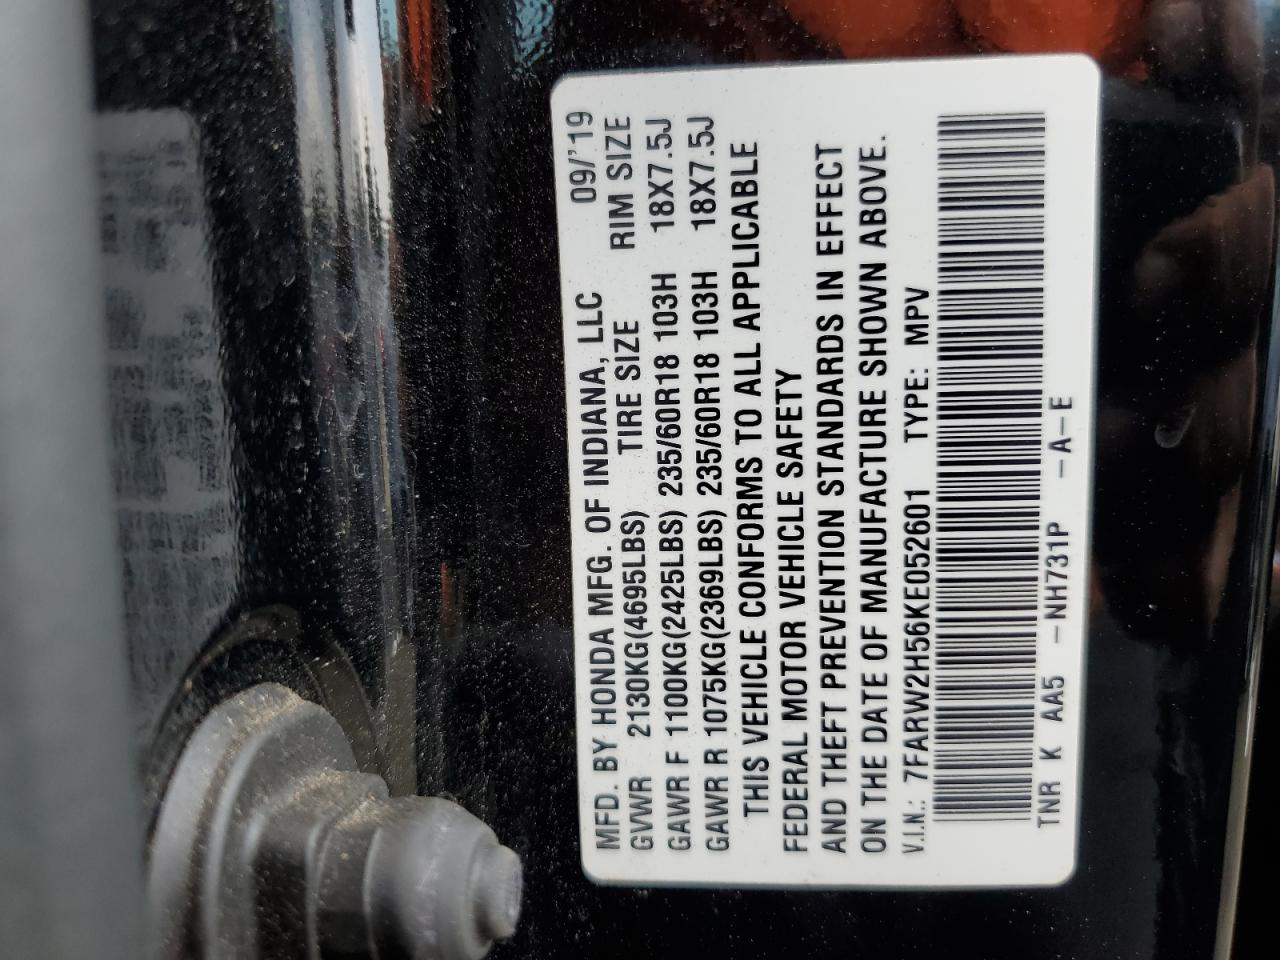 MFD. BY HONDA MFG. OF INDIANA, LLC 09/'19
GVWR 2130KG(4695LBS) TIRE SIZE RIM SIZE
GAWR F 1100KG(2425LBS) 235/60R18 103H 18X7.5J
GAWR R 1075KG(2369LBS) 235/60R18 103H 18X7.5J
THIS VEHICLE CONFORMS TO ALL APPLICABLE
FEDERAL MOTOR VEHICLE SAFETY
AND THEFT PREVENTION STANDARDS IN EFFECT
ON THE DATE OF MANUFACTURE SHOWN ABOVE.
V.I.N.: 7FARW2H56KE052601 TYPE: MPV
TNR K AA5 -NH731P -A-E